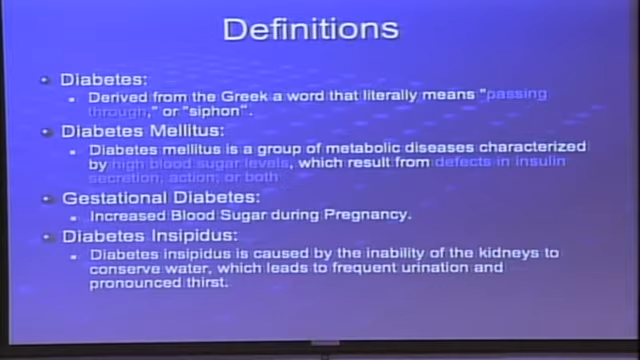 Definitions
Diabetes:
Derived from the Greek a word that literally means "passing
through," or "siphon".
Diabetes Mellitus:
Diabetes mellitus is a group of metabolic diseases characterized
by high blood sugar levels, which result from defects in insulin
secretion, action, or both
Gestational Diabetes:
Increased Blood Sugar during Pregnancy.
Diabetes Insipidus:
Diabetes insipidus is caused by the inability of the kidneys to
conserve water, which leads to frequent urination and
pronounced thirst.